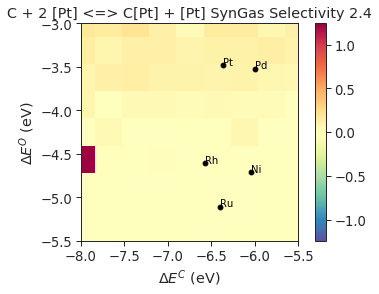 C + 2 [Pt] <=> C[Pt] + [Pt] SynGas Selectivity 2.4
−3.0
−3.5
−4.0
−4.5
−5.0
−5.5
ΔE^O (eV)
Pt
Pd
Rh
Ni
Ru
−8.0 −7.5 −7.0 −6.5 −6.0 −5.5
ΔE^C (eV)
1.0
0.5
0.0
−0.5
−1.0